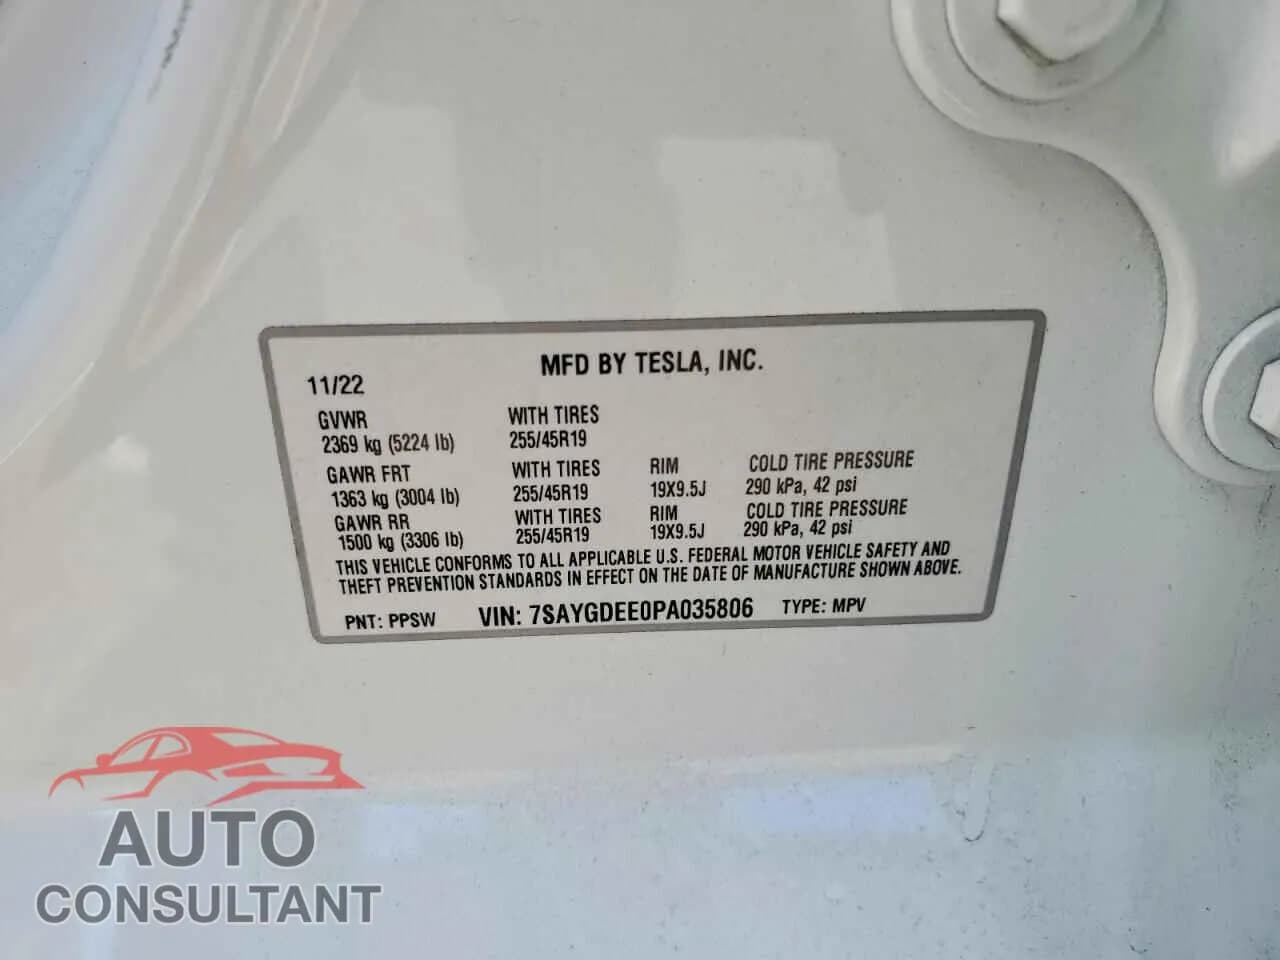 MFD BY TESLA, INC.
11/22
GVWR WITH TIRES
2369 kg (5224 lb) 255/45R19
GAWR FRT WITH TIRES RIM COLD TIRE PRESSURE
1363 kg (3004 lb) 255/45R19 19X9.5J 290 kPa, 42 psi
GAWR RR WITH TIRES RIM COLD TIRE PRESSURE
1500 kg (3306 lb) 255/45R19 19X9.5J 290 kPa, 42 psi
THIS VEHICLE CONFORMS TO ALL APPLICABLE U.S. FEDERAL MOTOR VEHICLE SAFETY AND
THEFT PREVENTION STANDARDS IN EFFECT ON THE DATE OF MANUFACTURE SHOWN ABOVE.
PNT: PPSW VIN: 7SAYGDEE0PA035806 TYPE: MPV
AUTO
CONSULTANT